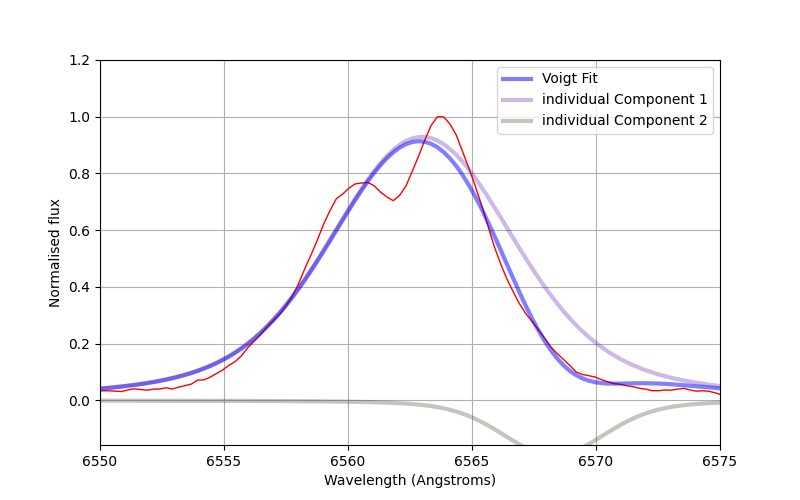 1.2
1.0
0.8
0.6
0.4
0.2
0.0
Normalised flux
Voigt Fit
individual Component 1
individual Component 2
6550 6555 6560 6565 6570 6575
Wavelength (Angstroms)